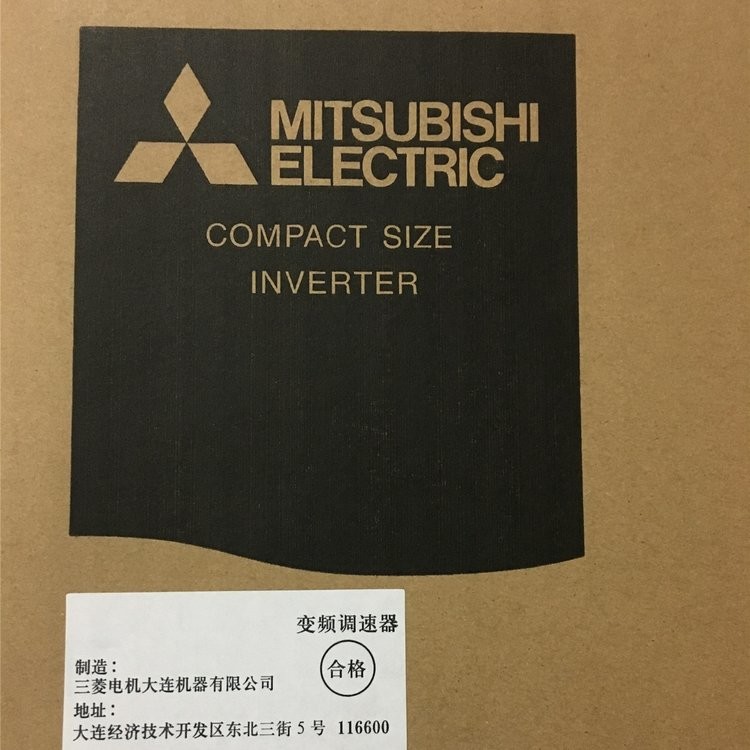 MITSUBISHI
ELECTRIC
COMPACT SIZE
INVERTER
变频调速器
合格
制造：
三菱电机大连机器有限公司
地址：
大连经济技术开发区东北三街 5 号 116600